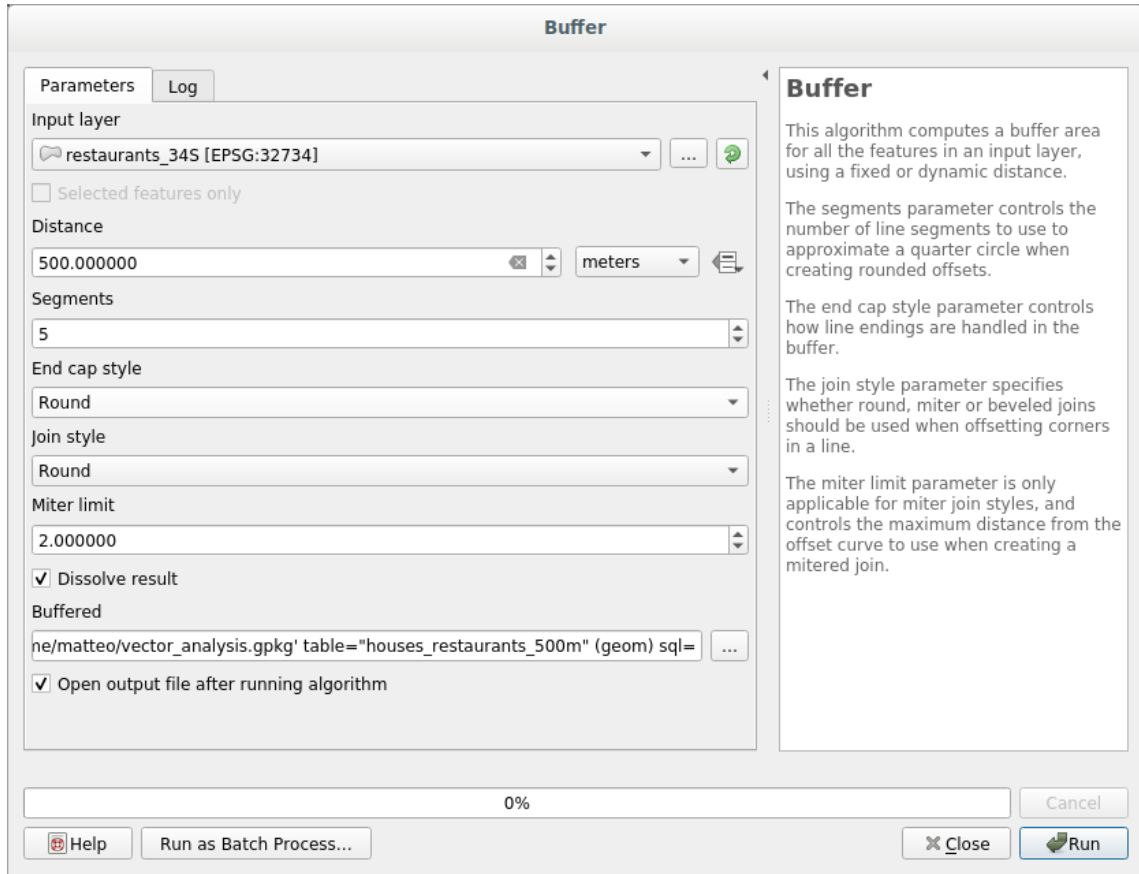 Buffer
Parameters
Log
Input layer
restaurants_34S [EPSG:32734]
...
Selected features only
Distance
500.000000
meters
Segments
5
End cap style
Round
Join style
Round
Miter limit
2.000000
Dissolve result
Buffered
ne/matteo/vector_analysis.gpkg' table="houses_restaurants_500m" (geom) sql=
...
Open output file after running algorithm
Buffer
This algorithm computes a buffer area
for all the features in an input layer,
using a fixed or dynamic distance.
The segments parameter controls the
number of line segments to use to
approximate a quarter circle when
creating rounded offsets.
The end cap style parameter controls
how line endings are handled in the
buffer.
The join style parameter specifies
whether round, miter or beveled joins
should be used when offsetting corners
in a line.
The miter limit parameter is only
applicable for miter join styles, and
controls the maximum distance from the
offset curve to use when creating a
mitered join.
0%
Cancel
Help
Run as Batch Process...
Close
Run